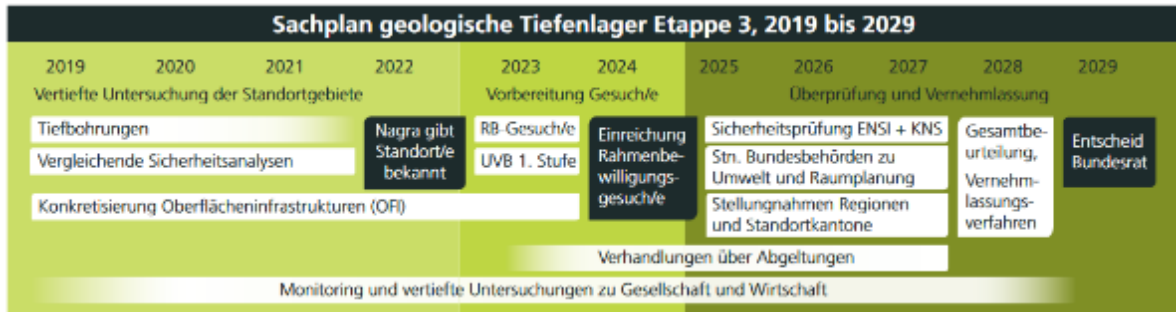 Sachplan geologische Tiefenlager Etappe 3, 2019 bis 2029
2019 2020 2021 2022 2023 2024 2025 2026 2027 2028 2029
Vertiefte Untersuchung der Standortgebiete
Vorbereitung Gesuch/e
Überprüfung und Vernehmlassung
Tiefbohrungen
Vergleichende Sicherheitsanalysen
Konkretisierung Oberflächeninfrastrukturen (OFI)
Nagra gibt
Standort/e
bekannt
RB-Gesuch/e
UVB 1. Stufe
Einreichung
Rahmenbe-
willigungs-
gesuch/e
Sicherheitsprüfung ENSI + KNS
Stn. Bundesbehörden zu
Umwelt und Raumplanung
Stellungnahmen Regionen
und Standortkantone
Gesamtbe-
urteilung,
Vernehm-
lassungs-
verfahren
Entscheid
Bundesrat
Verhandlungen über Abgeltungen
Monitoring und vertiefte Untersuchungen zu Gesellschaft und Wirtschaft